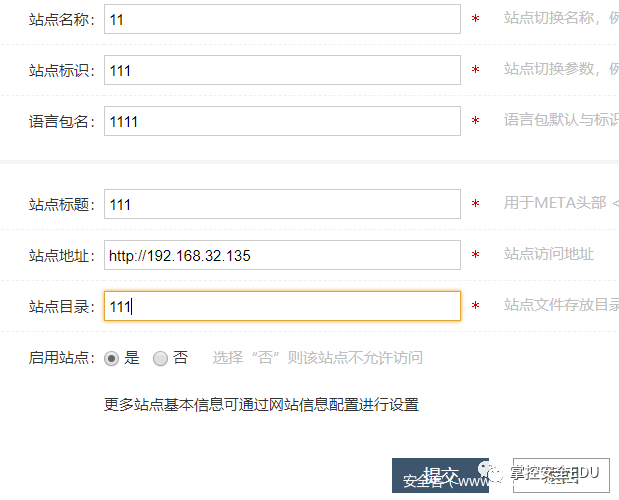 站点名称： 11 * 站点切换名称，例
站点标识： 111 * 站点切换参数，例
语言包名： 1111 * 语言包默认与标识
站点标题： 111 * 用于META头部 <
站点地址： http://192.168.32.135 * 站点访问地址
站点目录： 111 * 站点文件存放目录
启用站点： 是 否 选择“否”则该站点不允许访问
更多站点基本信息可通过网站信息配置进行设置
提交
掌控安全EDU